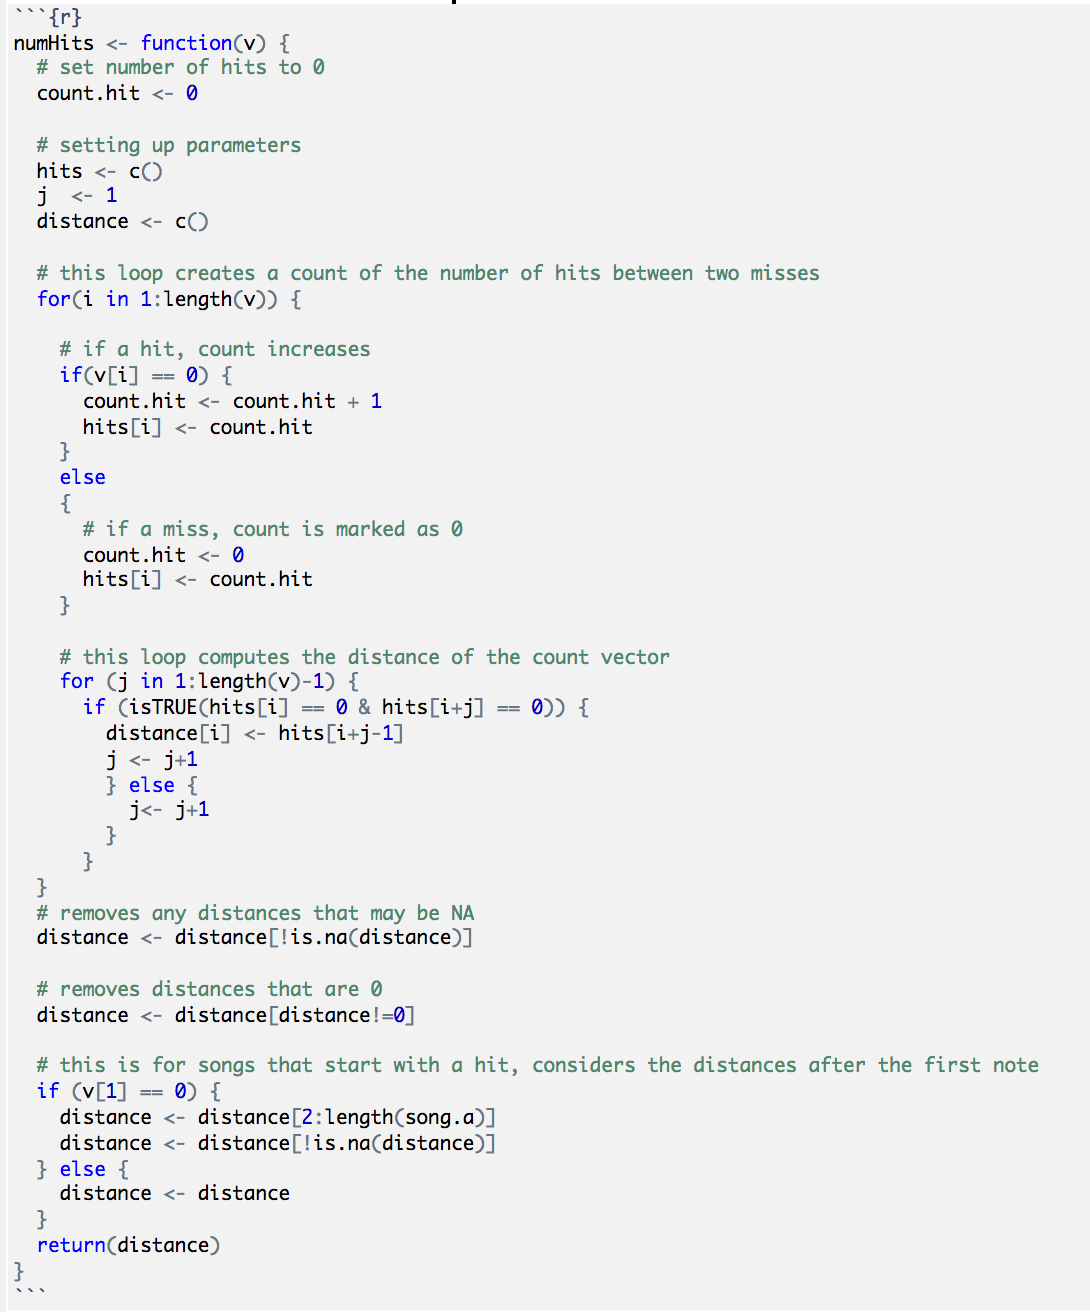 ```{r}
numHits <- function(v) {
  # set number of hits to 0
  count.hit <- 0

  # setting up parameters
  hits <- c()
  j  <- 1
  distance <- c()

  # this loop creates a count of the number of hits between two misses
  for(i in 1:length(v)) {

    # if a hit, count increases
    if(v[i] == 0) {
      count.hit <- count.hit + 1
      hits[i] <- count.hit
    }
    else
    {
      # if a miss, count is marked as 0
      count.hit <- 0
      hits[i] <- count.hit
    }

    # this loop computes the distance of the count vector
    for (j in 1:length(v)-1) {
      if (isTRUE(hits[i] == 0 & hits[i+j] == 0)) {
        distance[i] <- hits[i+j-1]
        j <- j+1
        } else {
          j<- j+1
        }
      }
  }
  # removes any distances that may be NA
  distance <- distance[!is.na(distance)]

  # removes distances that are 0
  distance <- distance[distance!=0]

  # this is for songs that start with a hit, considers the distances after the first note
  if (v[1] == 0) {
    distance <- distance[2:length(song.a)]
    distance <- distance[!is.na(distance)]
  } else {
    distance <- distance
  }
  return(distance)
}
```